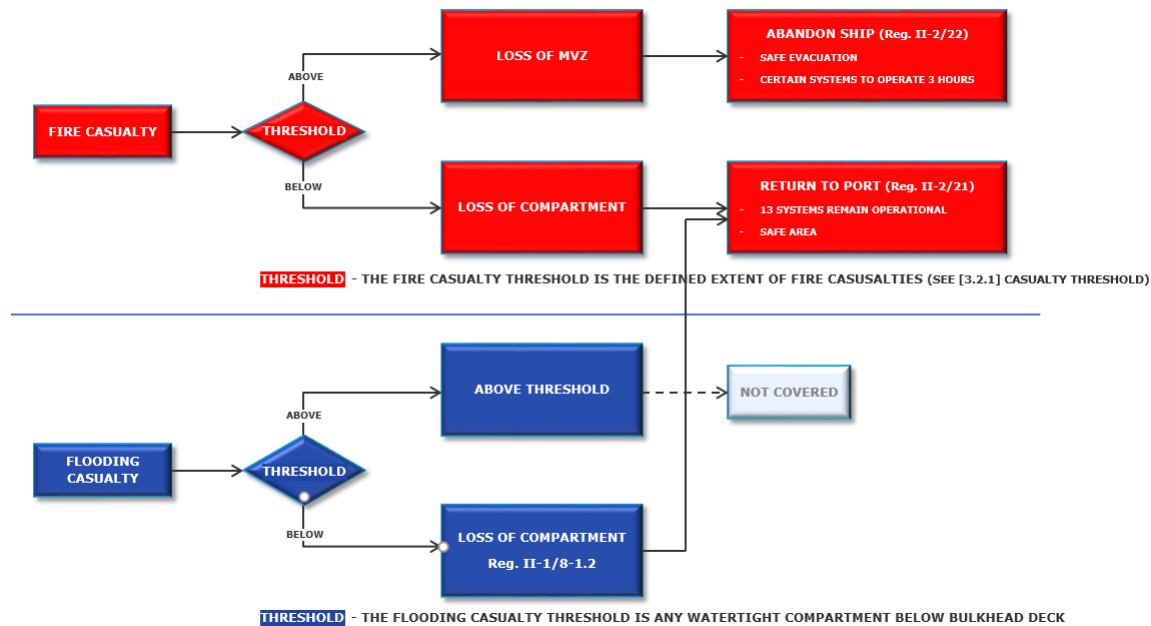 LOSS OF MVZ
ABANDON SHIP (Reg. II-2/22)
- SAFE EVACUATION
- CERTAIN SYSTEMS TO OPERATE 3 HOURS
ABOVE
FIRE CASUALTY
THRESHOLD
BELOW
LOSS OF COMPARTMENT
RETURN TO PORT (Reg. II-2/21)
- 13 SYSTEMS REMAIN OPERATIONAL
- SAFE AREA
THRESHOLD - THE FIRE CASUALTY THRESHOLD IS THE DEFINED EXTENT OF FIRE CASUSALTIES (SEE [3.2.1] CASUALTY THRESHOLD)
ABOVE THRESHOLD
NOT COVERED
ABOVE
FLOODING
CASUALTY
THRESHOLD
BELOW
LOSS OF COMPARTMENT
Reg. II-1/8-1.2
THRESHOLD - THE FLOODING CASUALTY THRESHOLD IS ANY WATERTIGHT COMPARTMENT BELOW BULKHEAD DECK